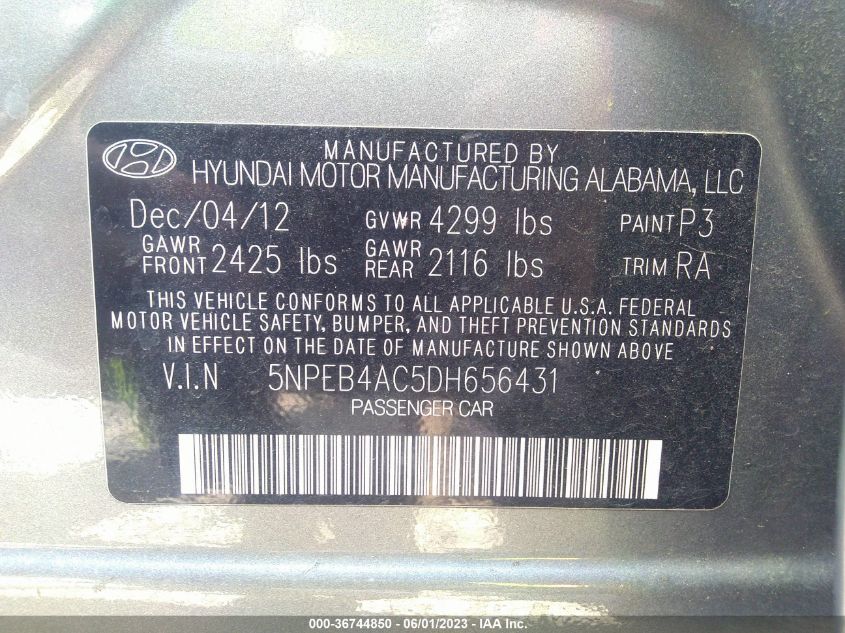 MANUFACTURED BY
HYUNDAI MOTOR MANUFACTURING ALABAMA, LLC
Dec/04/12 GVWR 4299 lbs PAINT P3
GAWR FRONT 2425 lbs GAWR REAR 2116 lbs TRIM RA
THIS VEHICLE CONFORMS TO ALL APPLICABLE U.S.A. FEDERAL
MOTOR VEHICLE SAFETY, BUMPER, AND THEFT PREVENTION STANDARDS
IN EFFECT ON THE DATE OF MANUFACTURE SHOWN ABOVE
V.I.N 5NPEB4AC5DH656431
PASSENGER CAR
000-36744850 - 06/01/2023 - IAA Inc.